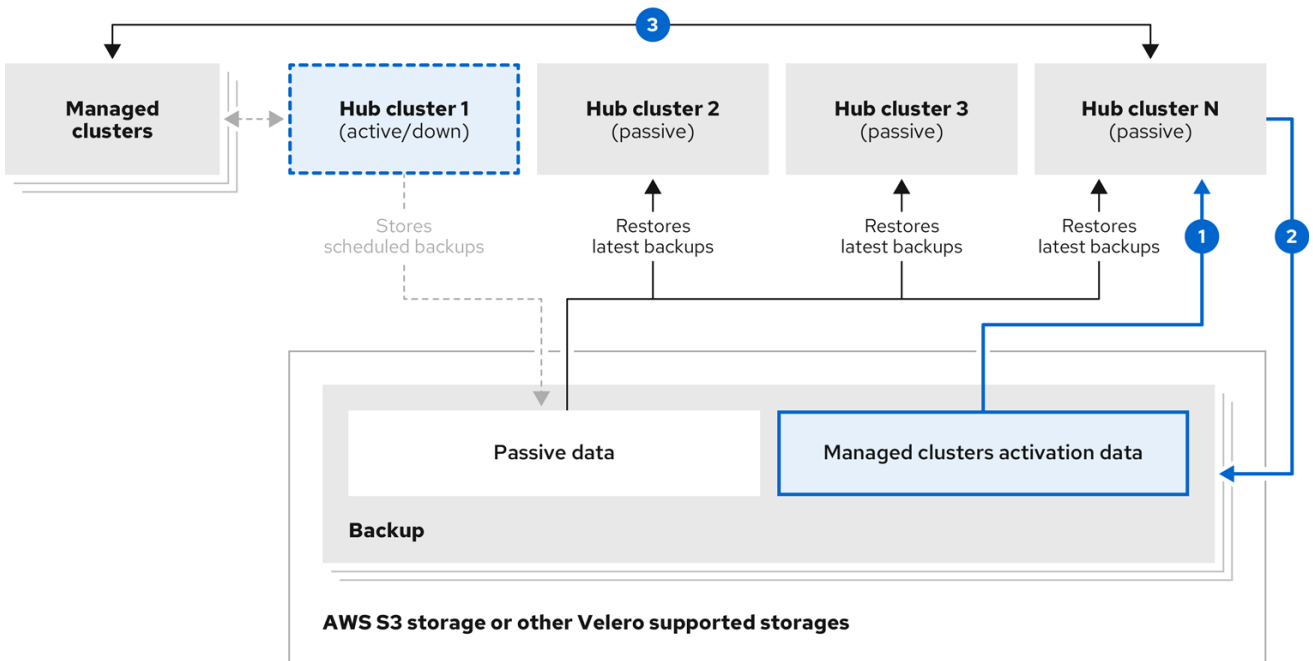 3
Managed
clusters
Hub cluster 1
(active/down)
Hub cluster 2
(passive)
Hub cluster 3
(passive)
Hub cluster N
(passive)
Stores
scheduled backups
Restores
latest backups
Restores
latest backups
Restores
latest backups
1
2
Passive data
Managed clusters activation data
Backup
AWS S3 storage or other Velero supported storages